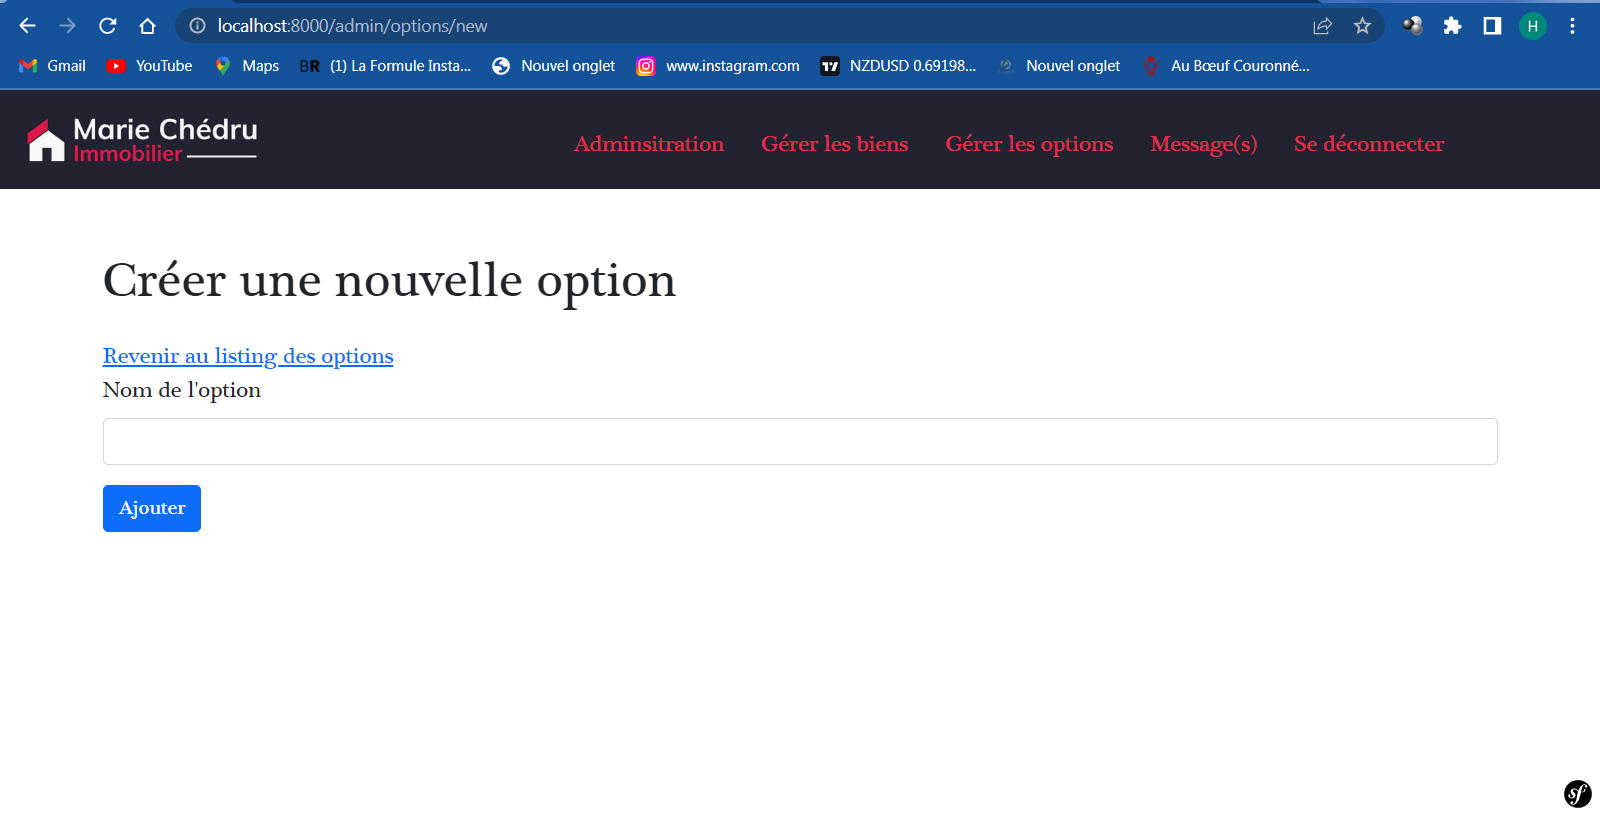 localhost:8000/admin/options/new
H
Gmail YouTube Maps BR (1) La Formule Insta... Nouvel onglet www.instagram.com NZDUSD 0.69198... Nouvel onglet Au Bœuf Couronné...
Marie Chédru
Immobilier
Adminsitration Gérer les biens Gérer les options Message(s) Se déconnecter
Créer une nouvelle option
Revenir au listing des options
Nom de l'option
Ajouter
sf